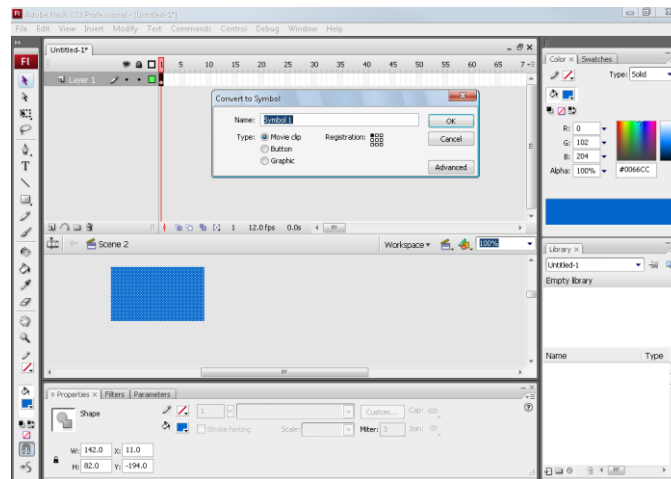 Adobe Flash CS3 Professional - [Untitled-1*]
File Edit View Insert Modify Text Commands Control Debug Window Help
Fl
Untitled-1*
1 5 10 15 20 25 30 35 40 45 50 55 60 65 7
Layer 1
Convert to Symbol
Name: Symbol 1
OK
Type: Movie clip
Registration:
Cancel
Button
Graphic
Advanced
1 12.0 fps 0.0s
Scene 2
Workspace
100%
Properties × Filters Parameters
Shape
1
Custom...
Cap:
Stroke hinting
Scale:
Miter: 3
Join:
W: 142.0 X: 11.0
H: 82.0 Y: -194.0
Color × Swatches
Type: Solid
R: 0
G: 102
B: 204
Alpha: 100%
#0066CC
Library ×
Untitled-1
Empty library
Name Type